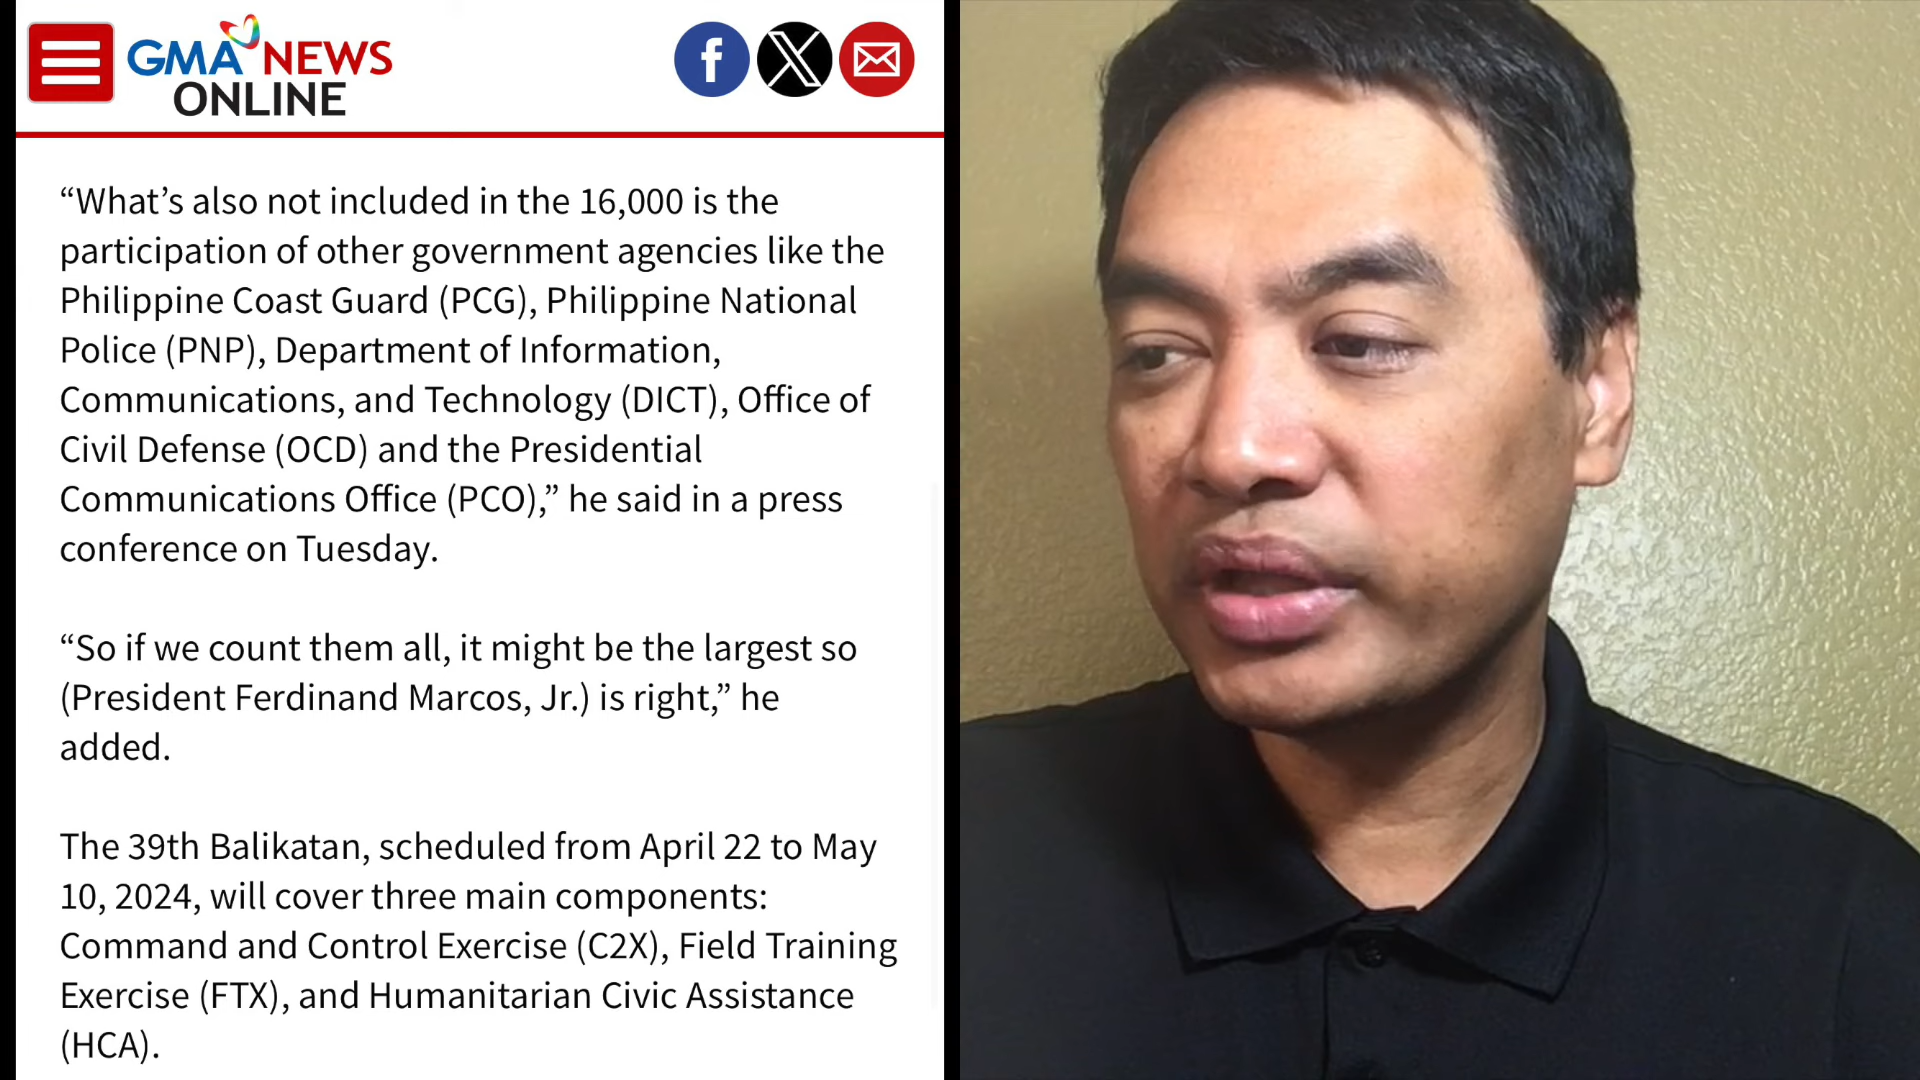 GMA NEWS
ONLINE
“What’s also not included in the 16,000 is the
participation of other government agencies like the
Philippine Coast Guard (PCG), Philippine National
Police (PNP), Department of Information,
Communications, and Technology (DICT), Office of
Civil Defense (OCD) and the Presidential
Communications Office (PCO),” he said in a press
conference on Tuesday.
“So if we count them all, it might be the largest so
(President Ferdinand Marcos, Jr.) is right,” he
added.
The 39th Balikatan, scheduled from April 22 to May
10, 2024, will cover three main components:
Command and Control Exercise (C2X), Field Training
Exercise (FTX), and Humanitarian Civic Assistance
(HCA).